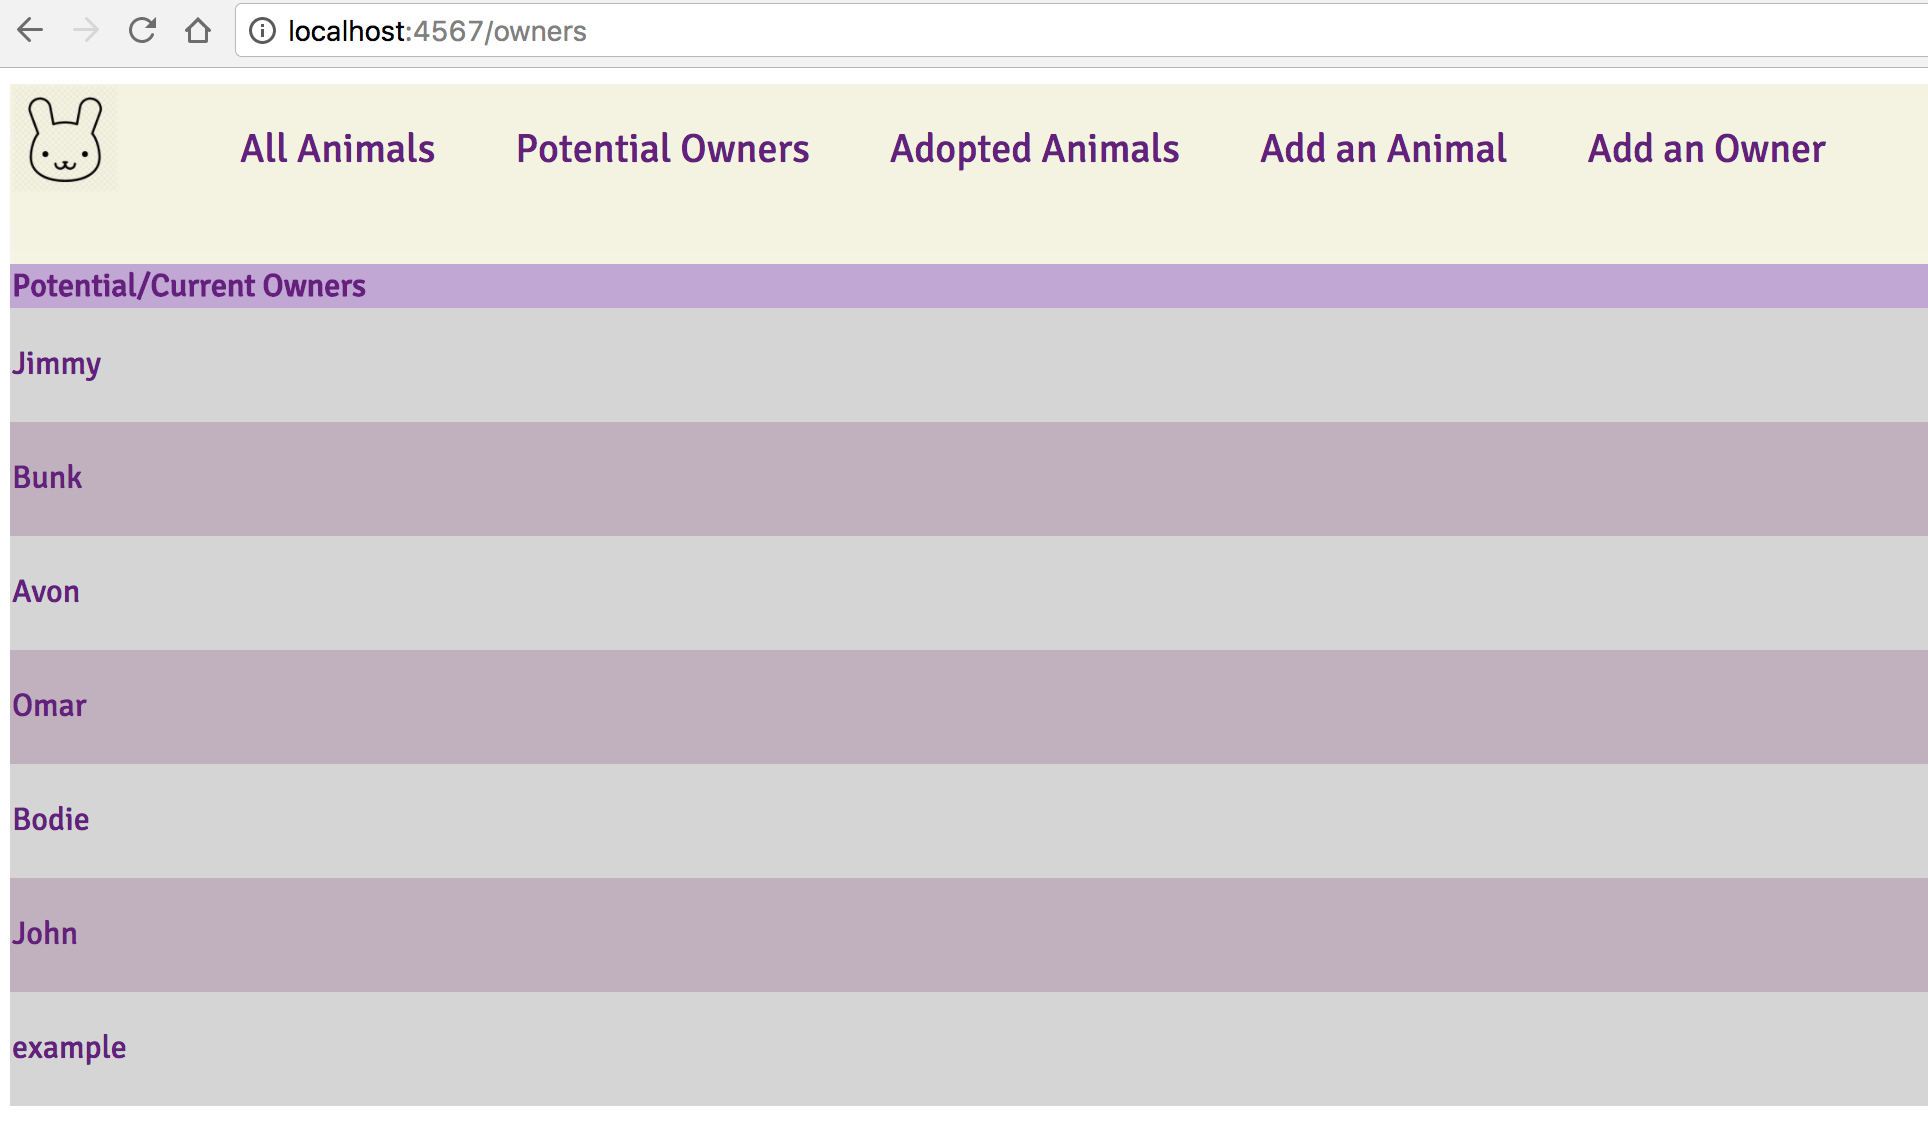 localhost:4567/owners
All Animals Potential Owners Adopted Animals Add an Animal Add an Owner
Potential/Current Owners
Jimmy
Bunk
Avon
Omar
Bodie
John
example